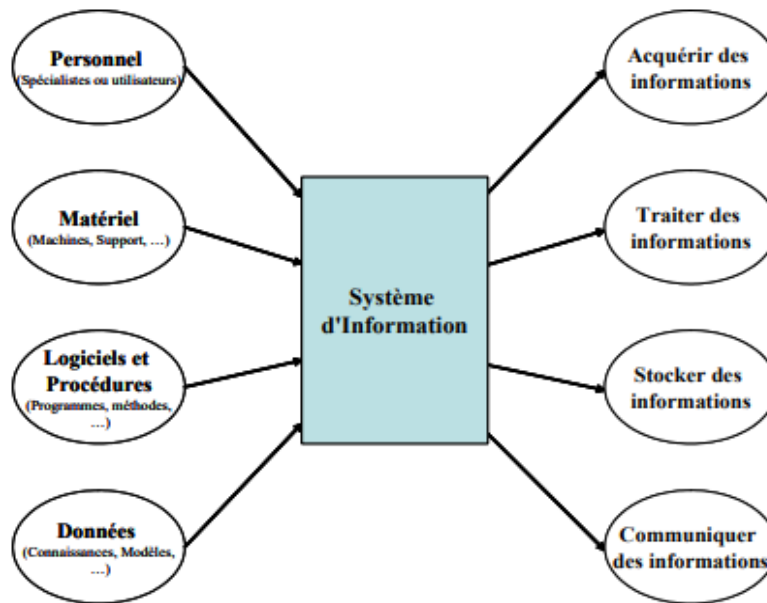 Personnel
(Spécialistes ou utilisateurs)
Matériel
(Machines, Support, …)
Logiciels et
Procédures
(Programmes, méthodes,
…)
Données
(Connaissances, Modèles,
…)
Système
d'Information
Acquérir des
informations
Traiter des
informations
Stocker des
informations
Communiquer
des informations